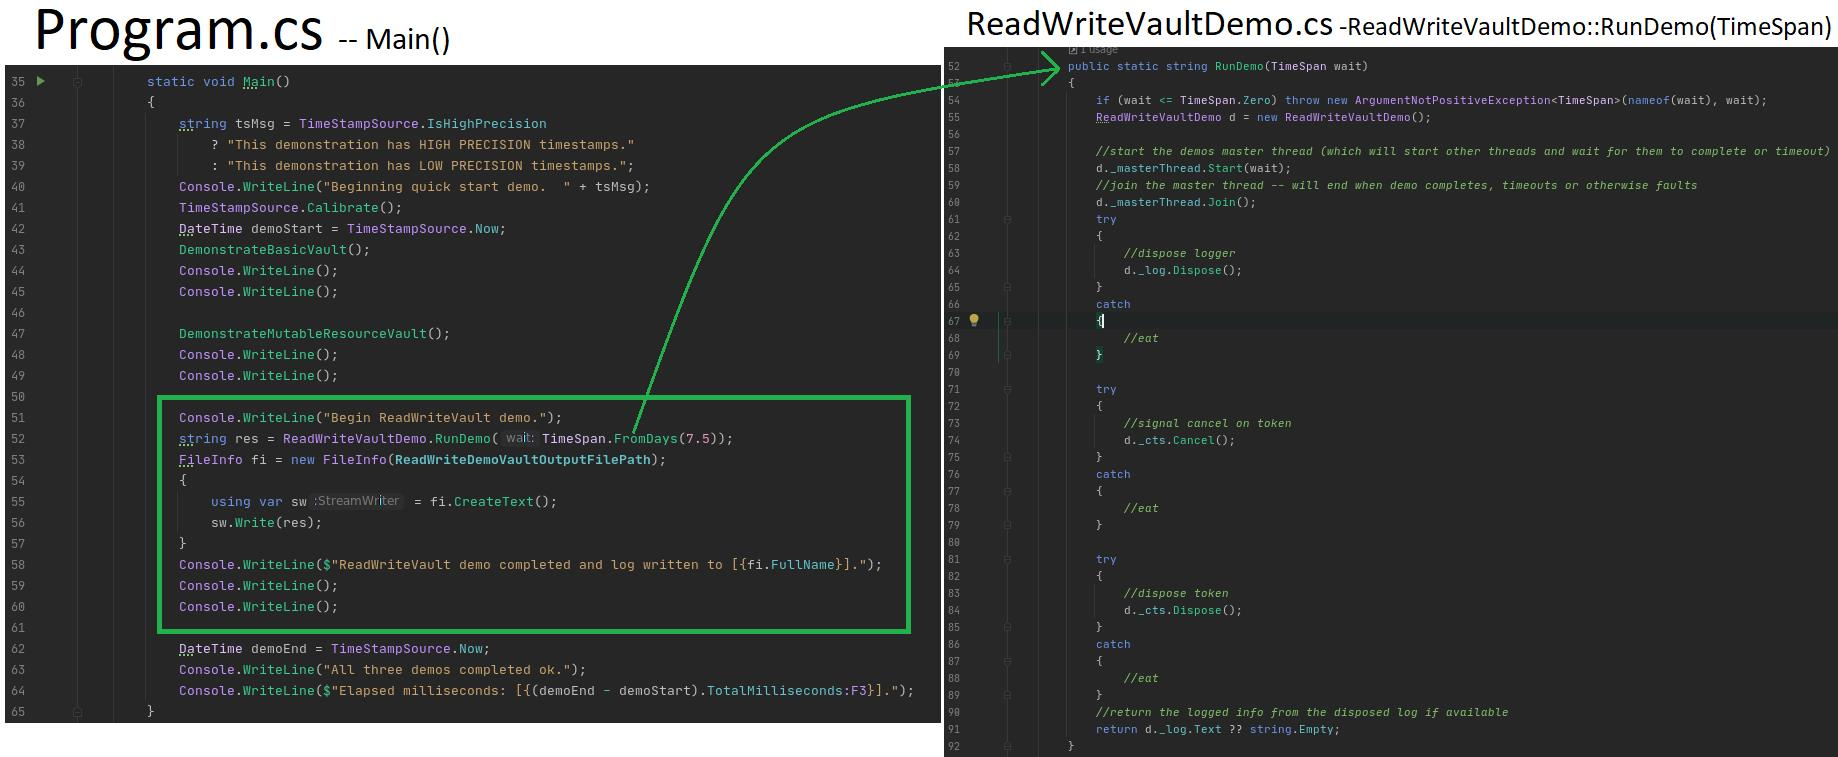 Program.cs -- Main()
35 static void Main()
36 {
37 string tsMsg = TimeStampSource.IsHighPrecision
38 ? "This demonstration has HIGH PRECISION timestamps."
39 : "This demonstration has LOW PRECISION timestamps.";
40 Console.WriteLine("Beginning quick start demo.  " + tsMsg);
41 TimeStampSource.Calibrate();
42 DateTime demoStart = TimeStampSource.Now;
43 DemonstrateBasicVault();
44 Console.WriteLine();
45 Console.WriteLine();
46
47 DemonstrateMutableResourceVault();
48 Console.WriteLine();
49 Console.WriteLine();
50
51 Console.WriteLine("Begin ReadWriteVault demo.");
52 string res = ReadWriteVaultDemo.RunDemo( wait: TimeSpan.FromDays(7.5));
53 FileInfo fi = new FileInfo(ReadWriteDemoVaultOutputFilePath);
54 {
55 using var sw :StreamWriter = fi.CreateText();
56 sw.Write(res);
57 }
58 Console.WriteLine($"ReadWriteVault demo completed and log written to [{fi.FullName}].");
59 Console.WriteLine();
60 Console.WriteLine();
61
62 DateTime demoEnd = TimeStampSource.Now;
63 Console.WriteLine("All three demos completed ok.");
64 Console.WriteLine($"Elapsed milliseconds: [{(demoEnd - demoStart).TotalMilliseconds:F3}].");
65 }
ReadWriteVaultDemo.cs -ReadWriteVaultDemo::RunDemo(TimeSpan)
1 usage
52 public static string RunDemo(TimeSpan wait)
53 {
54 if (wait <= TimeSpan.Zero) throw new ArgumentNotPositiveException<TimeSpan>(nameof(wait), wait);
55 ReadWriteVaultDemo d = new ReadWriteVaultDemo();
56
57 //start the demos master thread (which will start other threads and wait for them to complete or timeout)
58 d._masterThread.Start(wait);
59 //join the master thread -- will end when demo completes, timeouts or otherwise faults
60 d._masterThread.Join();
61 try
62 {
63 //dispose logger
64 d._log.Dispose();
65 }
66 catch
67 {
68 //eat
69 }
70
71 try
72 {
73 //signal cancel on token
74 d._cts.Cancel();
75 }
76 catch
77 {
78 //eat
79 }
80
81 try
82 {
83 //dispose token
84 d._cts.Dispose();
85 }
86 catch
87 {
88 //eat
89 }
90 //return the logged info from the disposed log if available
91 return d._log.Text ?? string.Empty;
92 }